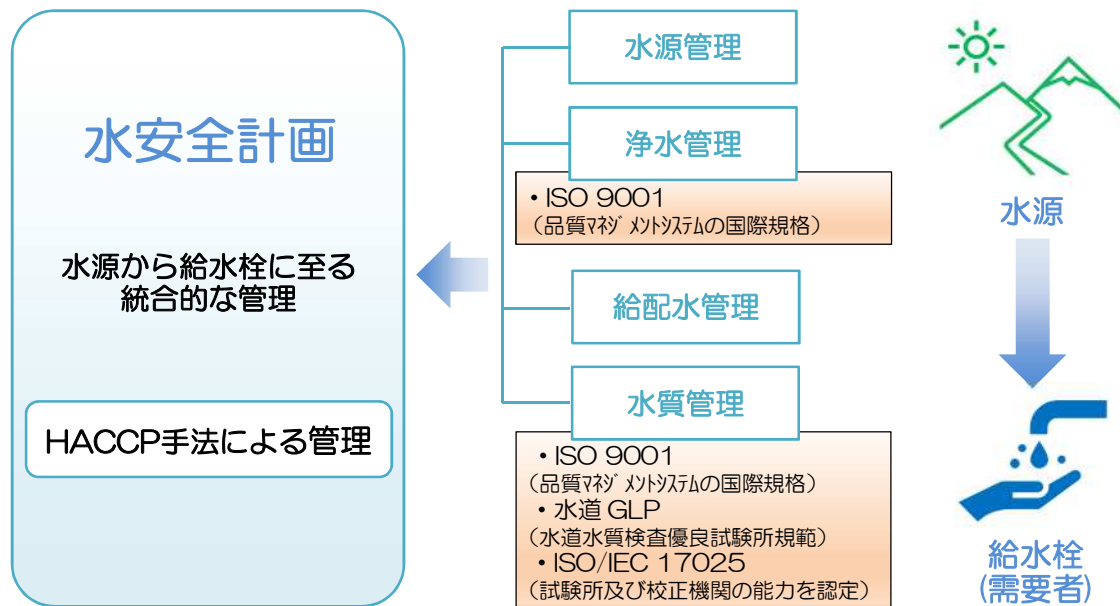 水安全計画
水源から給水栓に至る
統合的な管理
HACCP手法による管理
水源管理
浄水管理
・ISO 9001
（品質ﾏﾈｼﾞﾒﾝﾄｼｽﾃﾑの国際規格）
給配水管理
水質管理
・ISO 9001
（品質ﾏﾈｼﾞﾒﾝﾄｼｽﾃﾑの国際規格）
・水道 GLP
（水道水質検査優良試験所規範）
・ISO/IEC 17025
（試験所及び校正機関の能力を認定）
水源
給水栓
(需要者)